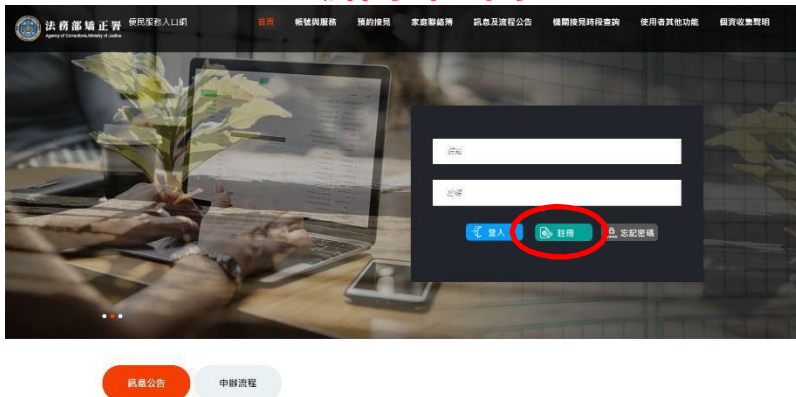 法務部矯正署 便民服務入口網
Agency of Corrections, Ministry of Justice
首頁 帳號與服務 預約接見 家庭聯絡簿 訊息及流程公告 機關接見時段查詢 使用者其他功能 個資收集聲明
密碼
登入 註冊 忘記密碼
訊息公告 申辦流程